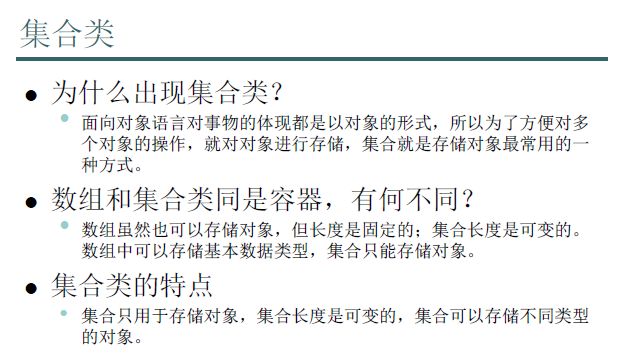 集合类
为什么出现集合类？
面向对象语言对事物的体现都是以对象的形式，所以为了方便对多
个对象的操作，就对对象进行存储，集合就是存储对象最常用的一
种方式。
数组和集合类同是容器，有何不同？
数组虽然也可以存储对象，但长度是固定的；集合长度是可变的。
数组中可以存储基本数据类型，集合只能存储对象。
集合类的特点
集合只用于存储对象，集合长度是可变的，集合可以存储不同类型
的对象。